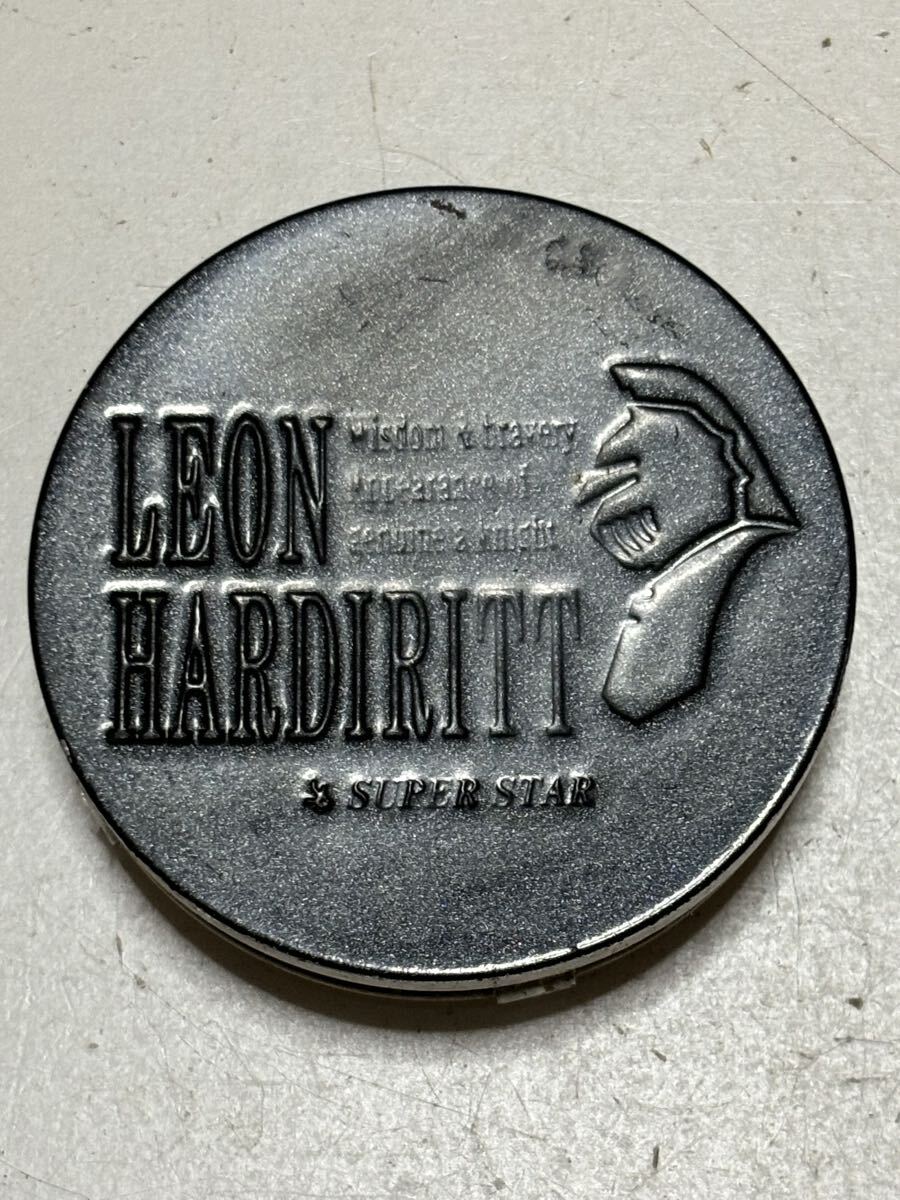 LEON
Wisdom & bravery
Appearance of
genuine a knight
HARDIRITT
SUPER STAR